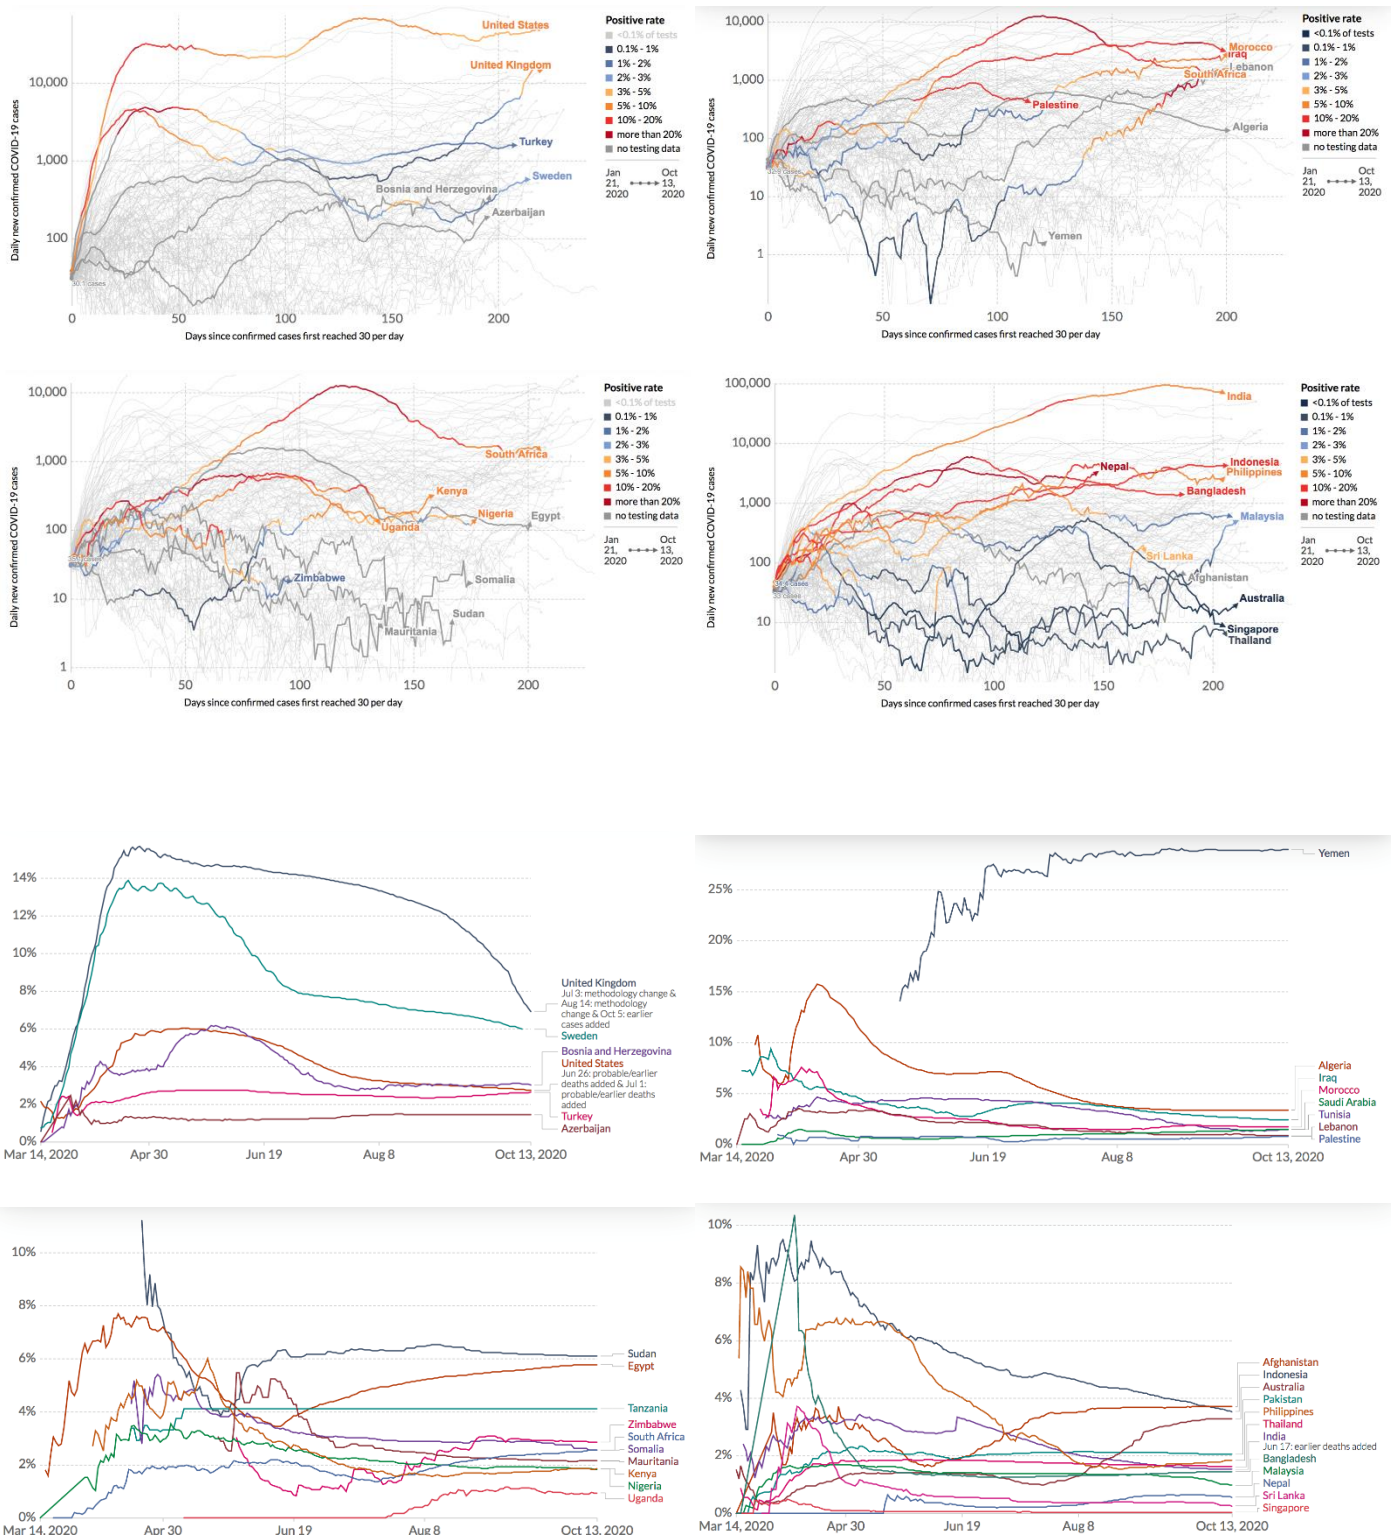 Positive rate
<0.1% of tests
0.1% - 1%
1% - 2%
2% - 3%
3% - 5%
5% - 10%
10% - 20%
more than 20%
no testing data
Jan 21, 2020
Oct 13, 2020
Daily new confirmed COVID-19 cases
10,000
1,000
100
United States
United Kingdom
Turkey
Sweden
Bosnia and Herzegovina
Azerbaijan
30.1 cases
0
50
100
150
200
Days since confirmed cases first reached 30 per day
Positive rate
<0.1% of tests
0.1% - 1%
1% - 2%
2% - 3%
3% - 5%
5% - 10%
10% - 20%
more than 20%
no testing data
Jan 21, 2020
Oct 13, 2020
Daily new confirmed COVID-19 cases
10,000
1,000
100
10
1
Morocco
Iraq
Lebanon
South Africa
Palestine
Algeria
Yemen
0
50
100
150
200
Days since confirmed cases first reached 30 per day
Positive rate
<0.1% of tests
0.1% - 1%
1% - 2%
2% - 3%
3% - 5%
5% - 10%
10% - 20%
more than 20%
no testing data
Jan 21, 2020
Oct 13, 2020
Daily new confirmed COVID-19 cases
10,000
1,000
100
10
1
South Africa
Kenya
Nigeria
Egypt
Uganda
Zimbabwe
Somalia
Sudan
Mauritania
0
50
100
150
200
Days since confirmed cases first reached 30 per day
Positive rate
<0.1% of tests
0.1% - 1%
1% - 2%
2% - 3%
3% - 5%
5% - 10%
10% - 20%
more than 20%
no testing data
Jan 21, 2020
Oct 13, 2020
Daily new confirmed COVID-19 cases
100,000
10,000
1,000
100
10
India
Nepal
Indonesia
Philippines
Bangladesh
Malaysia
Sri Lanka
Afghanistan
Australia
Singapore
Thailand
0
50
100
150
200
Days since confirmed cases first reached 30 per day
14%
12%
10%
8%
6%
4%
2%
0%
United Kingdom
Jul 3: methodology change &
Aug 14: methodology
change & Oct 5: earlier
cases added
Sweden
Bosnia and Herzegovina
United States
Jun 26: probable/earlier
deaths added & Jul 1:
probable/earlier deaths
added
Turkey
Azerbaijan
Mar 14, 2020
Apr 30
Jun 19
Aug 8
Oct 13, 2020
25%
20%
15%
10%
5%
0%
Yemen
Algeria
Iraq
Morocco
Saudi Arabia
Tunisia
Lebanon
Palestine
Mar 14, 2020
Apr 30
Jun 19
Aug 8
Oct 13, 2020
10%
8%
6%
4%
2%
0%
Sudan
Egypt
Tanzania
Zimbabwe
South Africa
Somalia
Mauritania
Kenya
Nigeria
Uganda
Mar 14, 2020
Apr 30
Jun 19
Aug 8
Oct 13, 2020
10%
8%
6%
4%
2%
0%
Afghanistan
Indonesia
Australia
Pakistan
Philippines
Thailand
India
Jun 17: earlier deaths added
Bangladesh
Malaysia
Nepal
Sri Lanka
Singapore
Mar 14, 2020
Apr 30
Jun 19
Aug 8
Oct 13, 2020